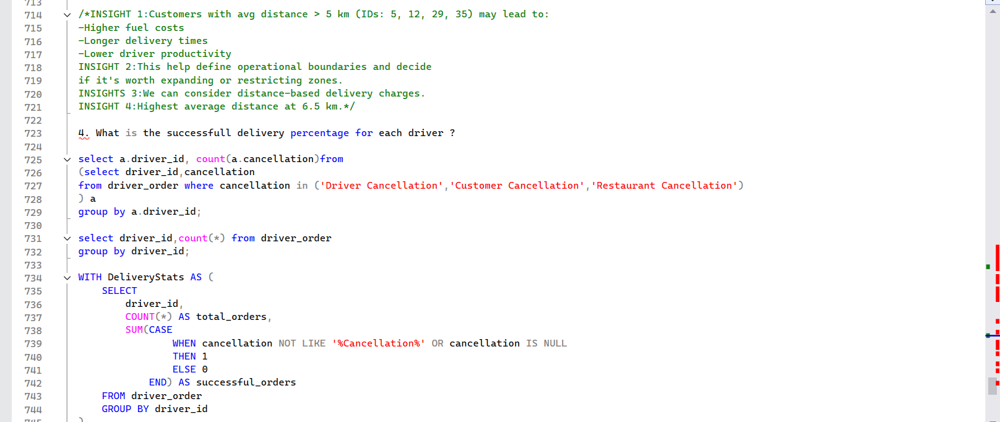 713
714 /*INSIGHT 1:Customers with avg distance > 5 km (IDs: 5, 12, 29, 35) may lead to:
715 -Higher fuel costs
716 -Longer delivery times
717 -Lower driver productivity
718 INSIGHT 2:This help define operational boundaries and decide
719 if it's worth expanding or restricting zones.
720 INSIGHTS 3:We can consider distance-based delivery charges.
721 INSIGHT 4:Highest average distance at 6.5 km.*/
722
723 4. What is the successfull delivery percentage for each driver ?
724
725 select a.driver_id, count(a.cancellation)from
726 (select driver_id,cancellation
727 from driver_order where cancellation in ('Driver Cancellation','Customer Cancellation','Restaurant Cancellation')
728 ) a
729 group by a.driver_id;
730
731 select driver_id,count(*) from driver_order
732 group by driver_id;
733
734 WITH DeliveryStats AS (
735 SELECT
736 driver_id,
737 COUNT(*) AS total_orders,
738 SUM(CASE
739 WHEN cancellation NOT LIKE '%Cancellation%' OR cancellation IS NULL
740 THEN 1
741 ELSE 0
742 END) AS successful_orders
743 FROM driver_order
744 GROUP BY driver_id
745 )